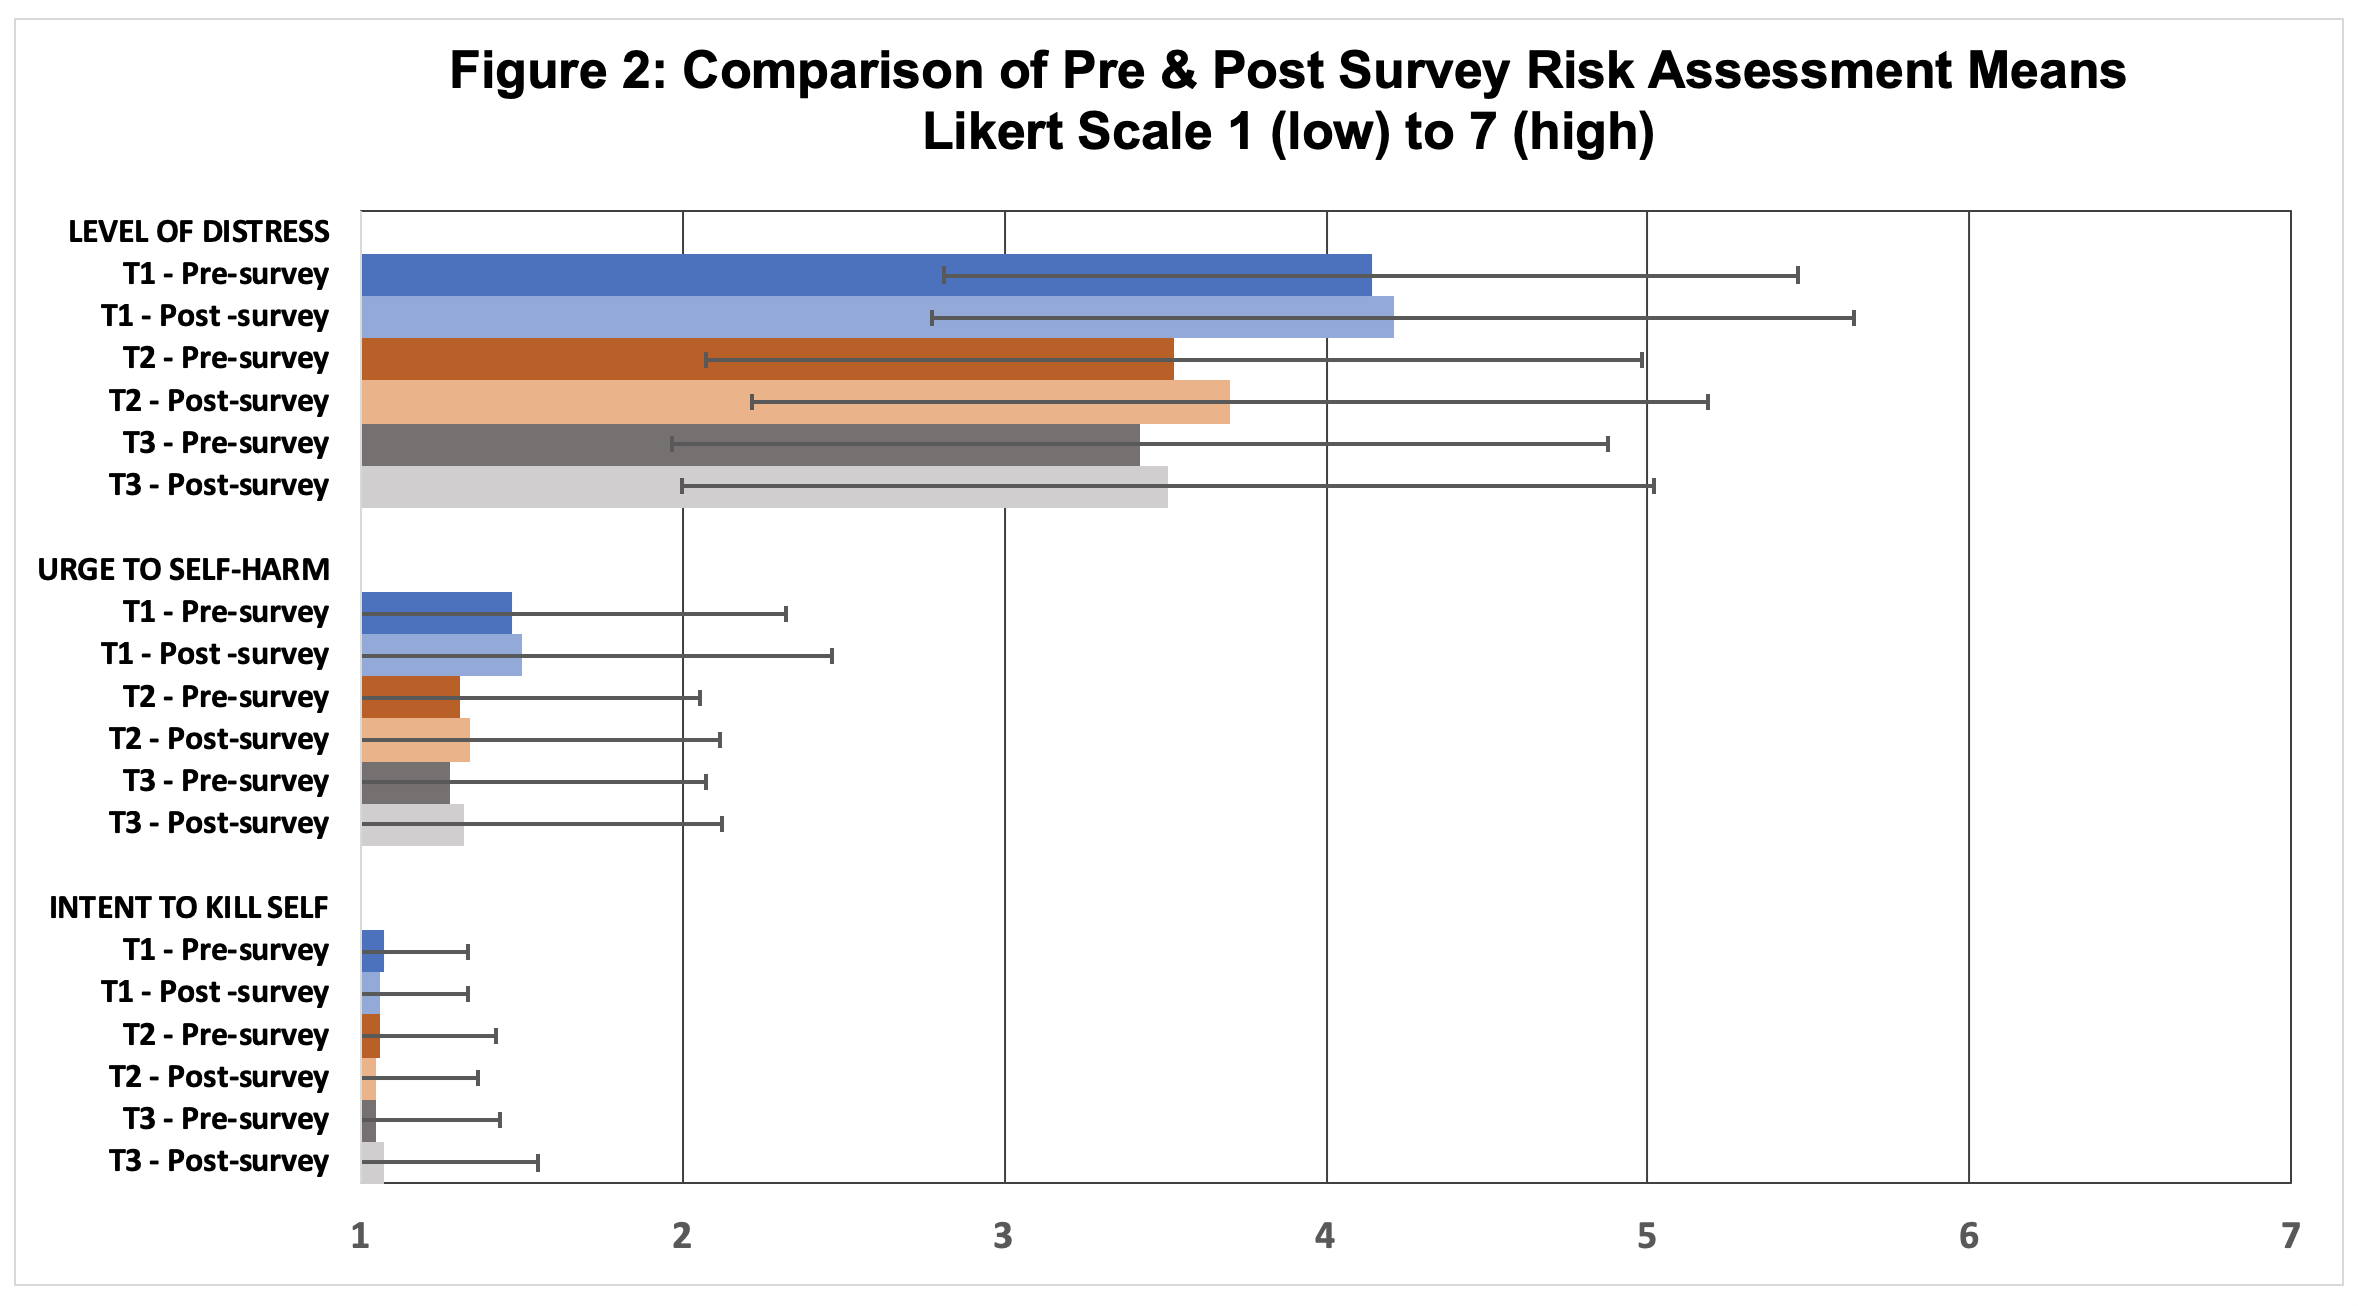 Figure 2: Comparison of Pre & Post Survey Risk Assessment Means
Likert Scale 1 (low) to 7 (high)
LEVEL OF DISTRESS
T1 - Pre-survey
T1 - Post -survey
T2 - Pre-survey
T2 - Post-survey
T3 - Pre-survey
T3 - Post-survey
URGE TO SELF-HARM
T1 - Pre-survey
T1 - Post -survey
T2 - Pre-survey
T2 - Post-survey
T3 - Pre-survey
T3 - Post-survey
INTENT TO KILL SELF
T1 - Pre-survey
T1 - Post -survey
T2 - Pre-survey
T2 - Post-survey
T3 - Pre-survey
T3 - Post-survey
1 2 3 4 5 6 7